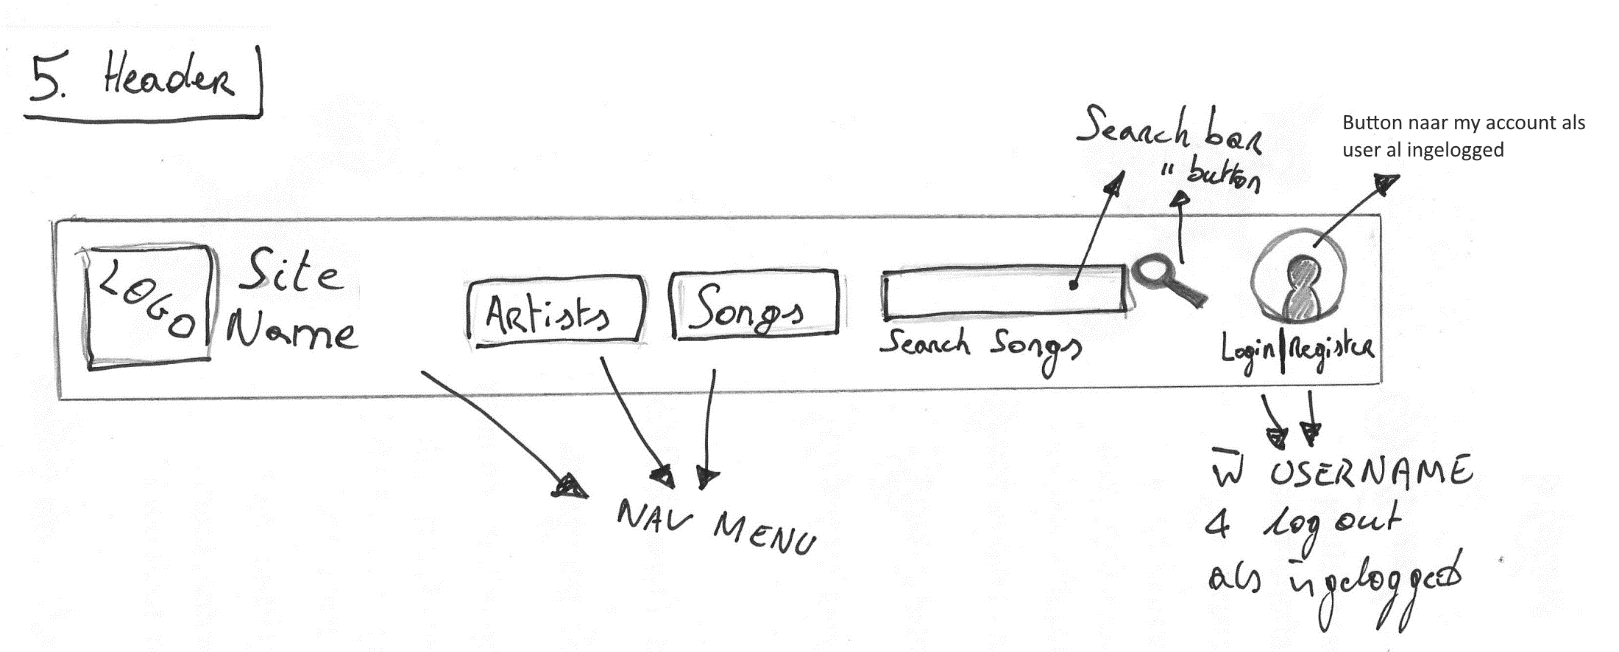 5. Header
Search bar
" button
Button naar my account als
user al ingelogged
LOGO
Site
Name
Artists
Songs
Search Songs
Login|Register
NAV MENU
w̅ USERNAME
& log out
als ingelogged